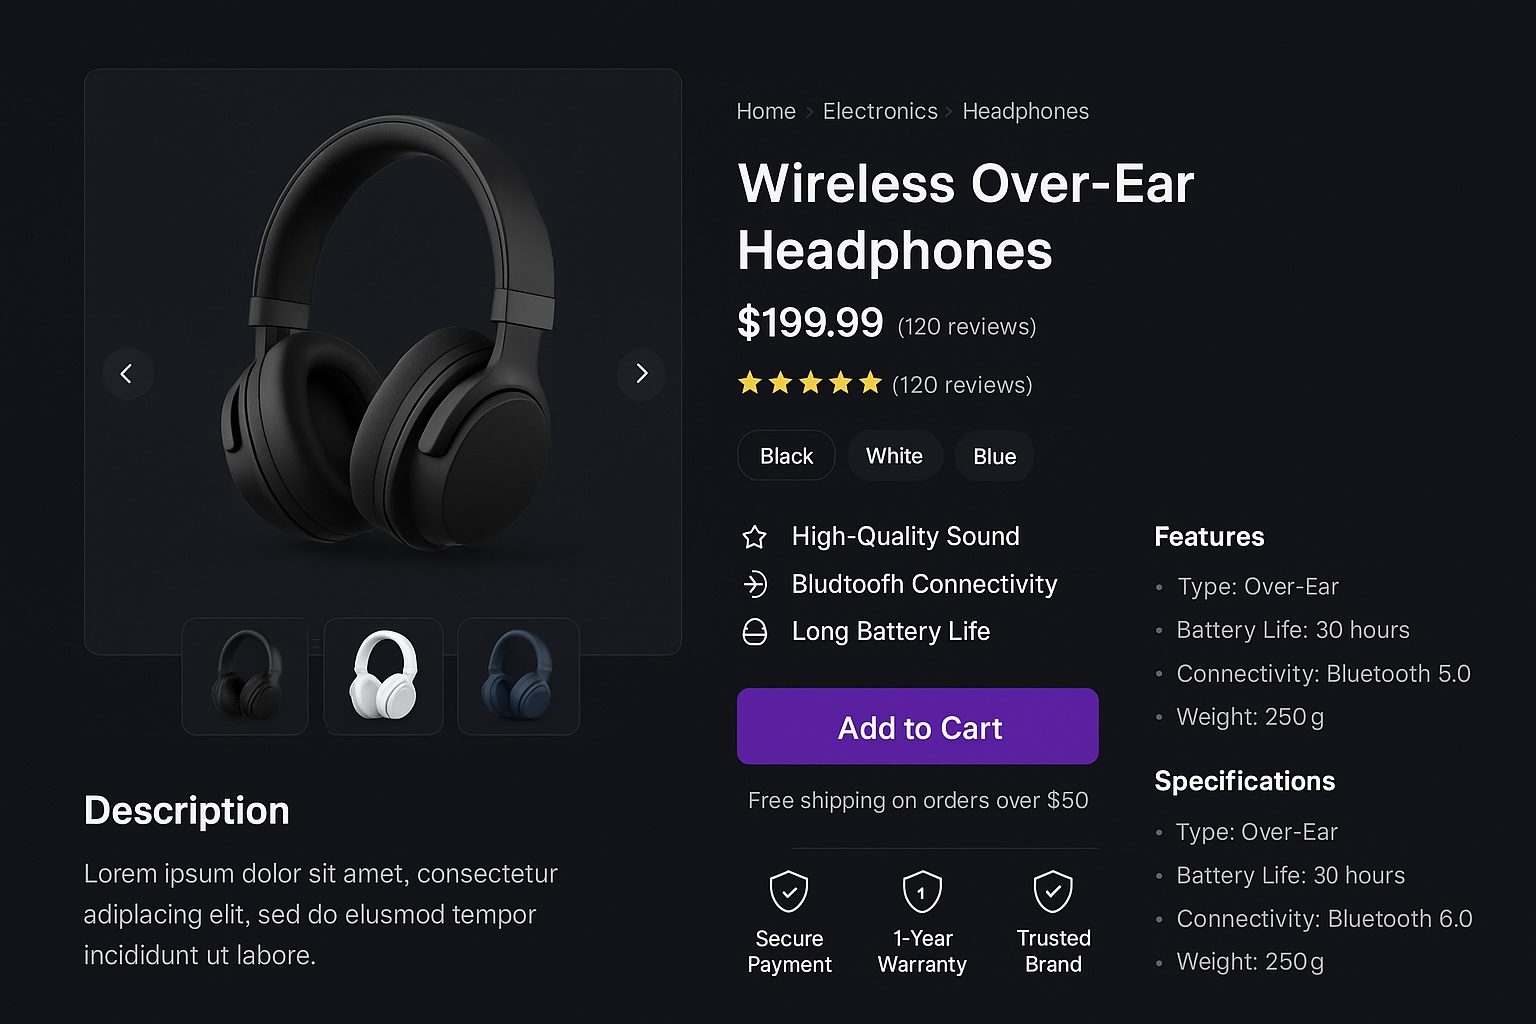 Home > Electronics > Headphones
Wireless Over-Ear
Headphones
$199.99 (120 reviews)
★★★★★ (120 reviews)
Black White Blue
High-Quality Sound
Bludtoofh Connectivity
Long Battery Life
Add to Cart
Free shipping on orders over $50
Secure
Payment
1
1-Year
Warranty
Trusted
Brand
Features
• Type: Over-Ear
• Battery Life: 30 hours
• Connectivity: Bluetooth 5.0
• Weight: 250 g
Specifications
• Type: Over-Ear
• Battery Life: 30 hours
• Connectivity: Bluetooth 6.0
• Weight: 250 g
Description
Lorem ipsum dolor sit amet, consectetur
adiplacing elit, sed do elusmod tempor
incididunt ut labore.